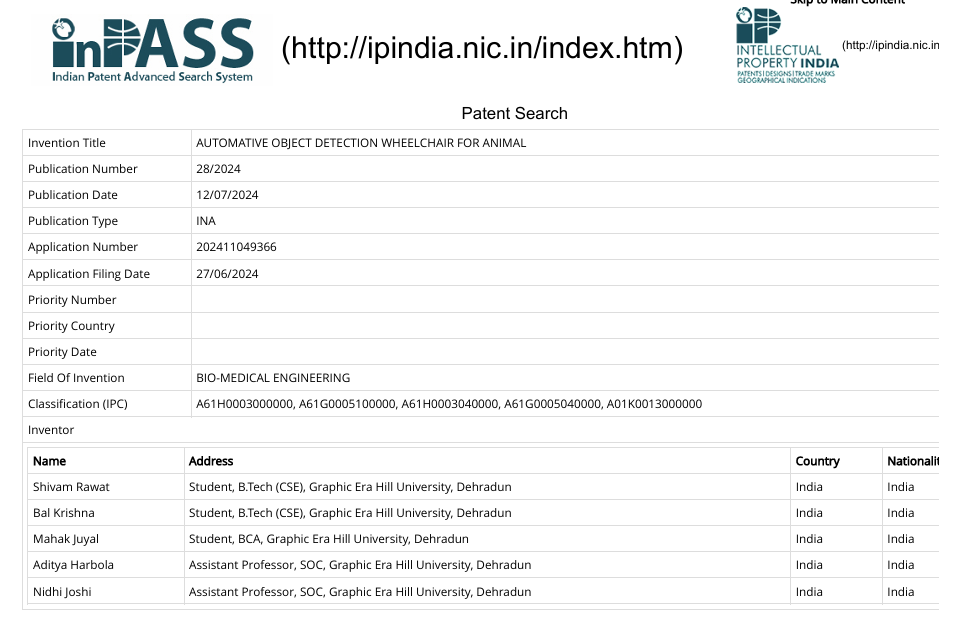 Skip to Main Content
inPASS
Indian Patent Advanced Search System
(http://ipindia.nic.in/index.htm)
INTELLECTUAL
PROPERTY INDIA
PATENTS | DESIGNS | TRADE MARKS
GEOGRAPHICAL INDICATIONS
(http://ipindia.nic.in
Patent Search
Invention Title AUTOMATIVE OBJECT DETECTION WHEELCHAIR FOR ANIMAL
Publication Number 28/2024
Publication Date 12/07/2024
Publication Type INA
Application Number 202411049366
Application Filing Date 27/06/2024
Priority Number
Priority Country
Priority Date
Field Of Invention BIO-MEDICAL ENGINEERING
Classification (IPC) A61H0003000000, A61G0005100000, A61H0003040000, A61G0005040000, A01K0013000000
Inventor
Name Address Country Nationalit
Shivam Rawat Student, B.Tech (CSE), Graphic Era Hill University, Dehradun India India
Bal Krishna Student, B.Tech (CSE), Graphic Era Hill University, Dehradun India India
Mahak Juyal Student, BCA, Graphic Era Hill University, Dehradun India India
Aditya Harbola Assistant Professor, SOC, Graphic Era Hill University, Dehradun India India
Nidhi Joshi Assistant Professor, SOC, Graphic Era Hill University, Dehradun India India